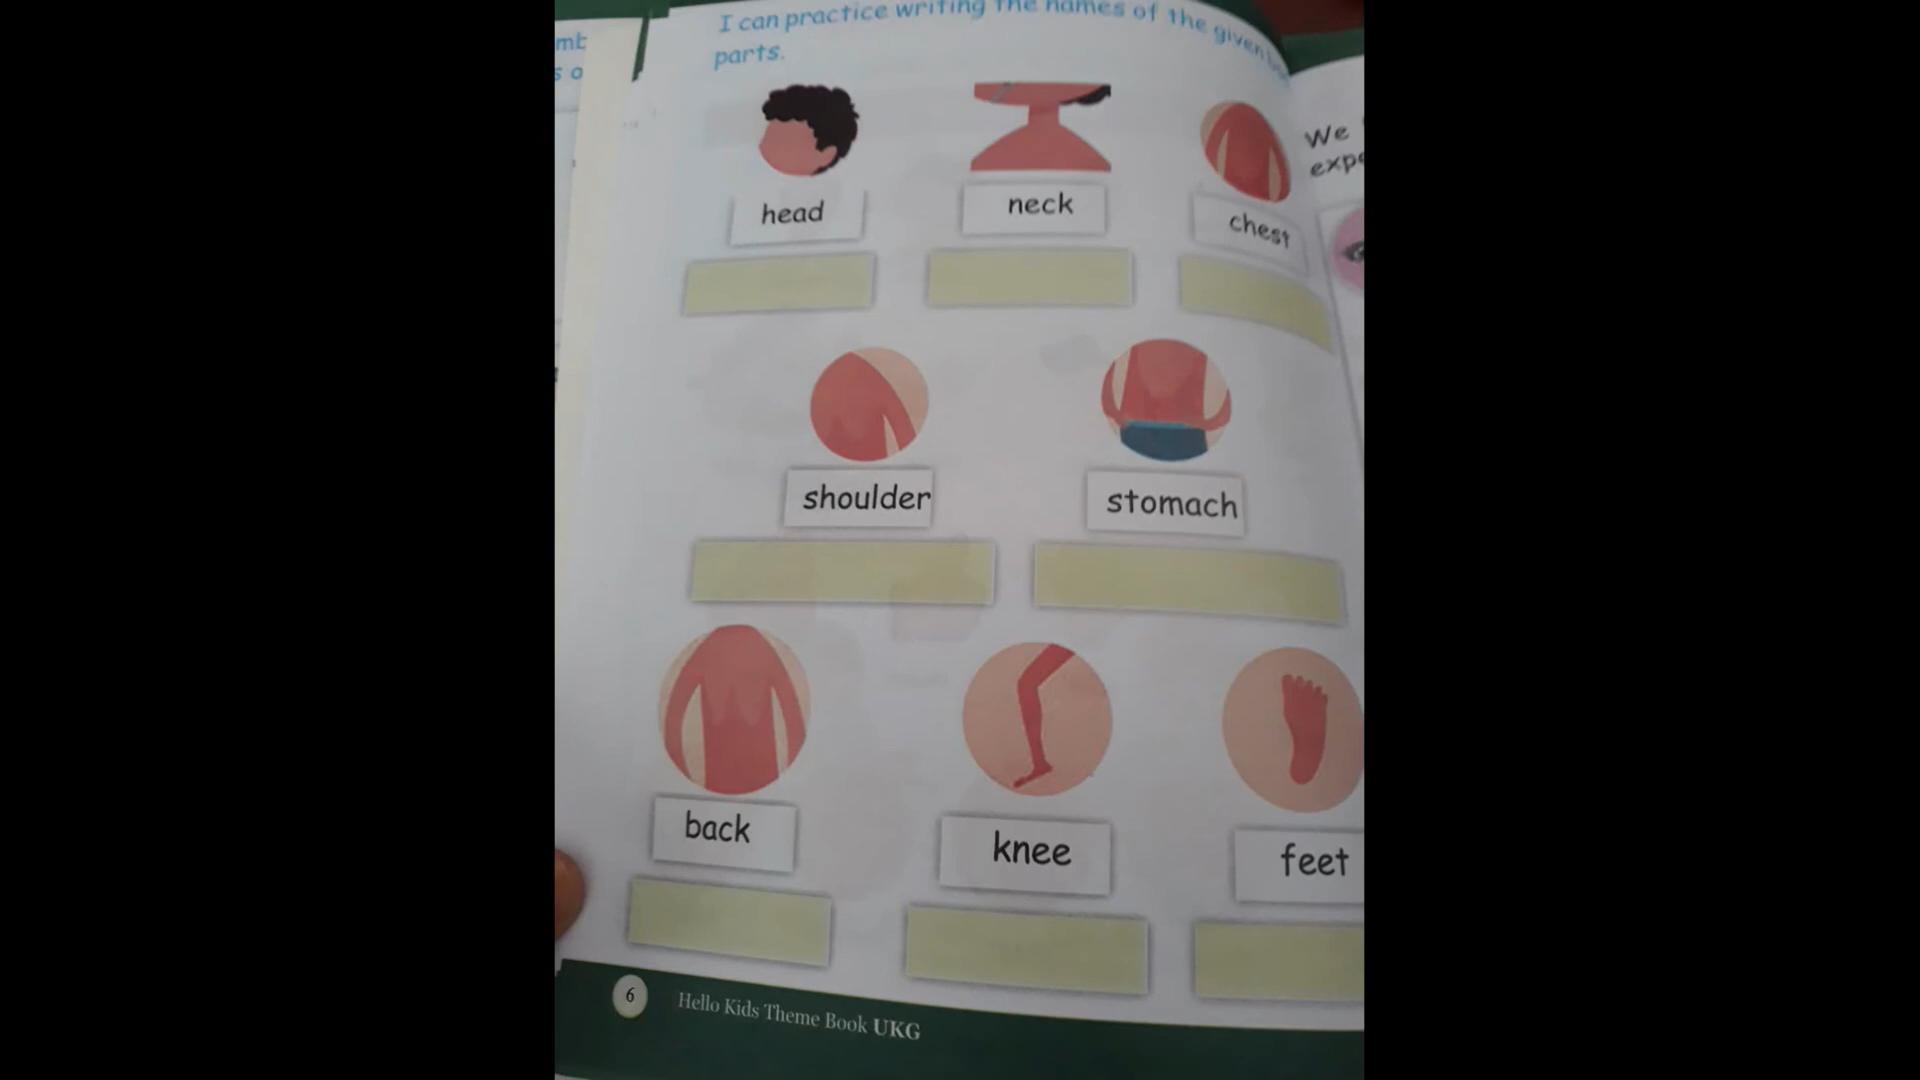 I can practice writing the names of the given
parts.
We
head
neck
chest
shoulder
stomach
back
knee
feet
6
Hello Kids Theme Book UKG